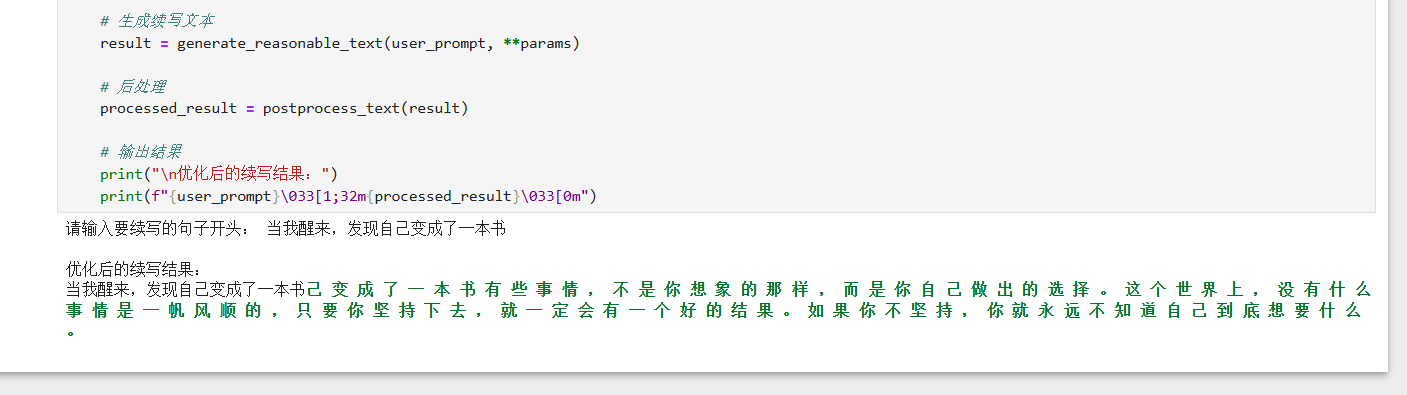 # 生成续写文本
result = generate_reasonable_text(user_prompt, **params)
# 后处理
processed_result = postprocess_text(result)
# 输出结果
print("\n优化后的续写结果：")
print(f"{user_prompt}\033[1;32m{processed_result}\033[0m")
请输入要续写的句子开头： 当我醒来，发现自己变成了一本书
优化后的续写结果：
当我醒来，发现自己变成了一本书己 变 成 了 一 本 书 有 些 事 情 ， 不 是 你 想 象 的 那 样 ， 而 是 你 自 己 做 出 的 选 择 。 这 个 世 界 上 ， 没 有 什 么
事 情 是 一 帆 风 顺 的 ， 只 要 你 坚 持 下 去 ， 就 一 定 会 有 一 个 好 的 结 果 。 如 果 你 不 坚 持 ， 你 就 永 远 不 知 道 自 己 到 底 想 要 什 么
。